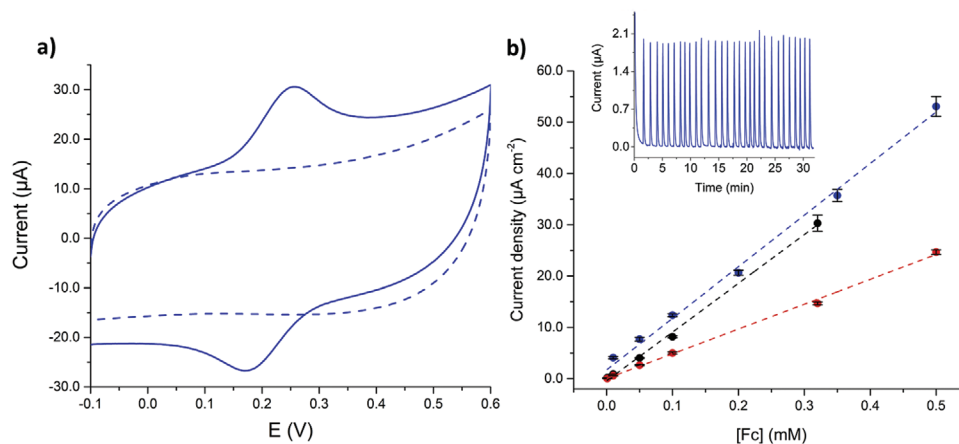 a)
Current (µA)
30.0
20.0
10.0
0.0
-10.0
-20.0
-30.0
-0.1 0.0 0.1 0.2 0.3 0.4 0.5 0.6
E (V)
b)
Current (µA)
2.1
1.4
0.7
0.0
0 10 20 30
Time (min)
Current density (µA cm-2)
60.0
50.0
40.0
30.0
20.0
10.0
0.0
0.0 0.1 0.2 0.3 0.4 0.5
[Fc] (mM)